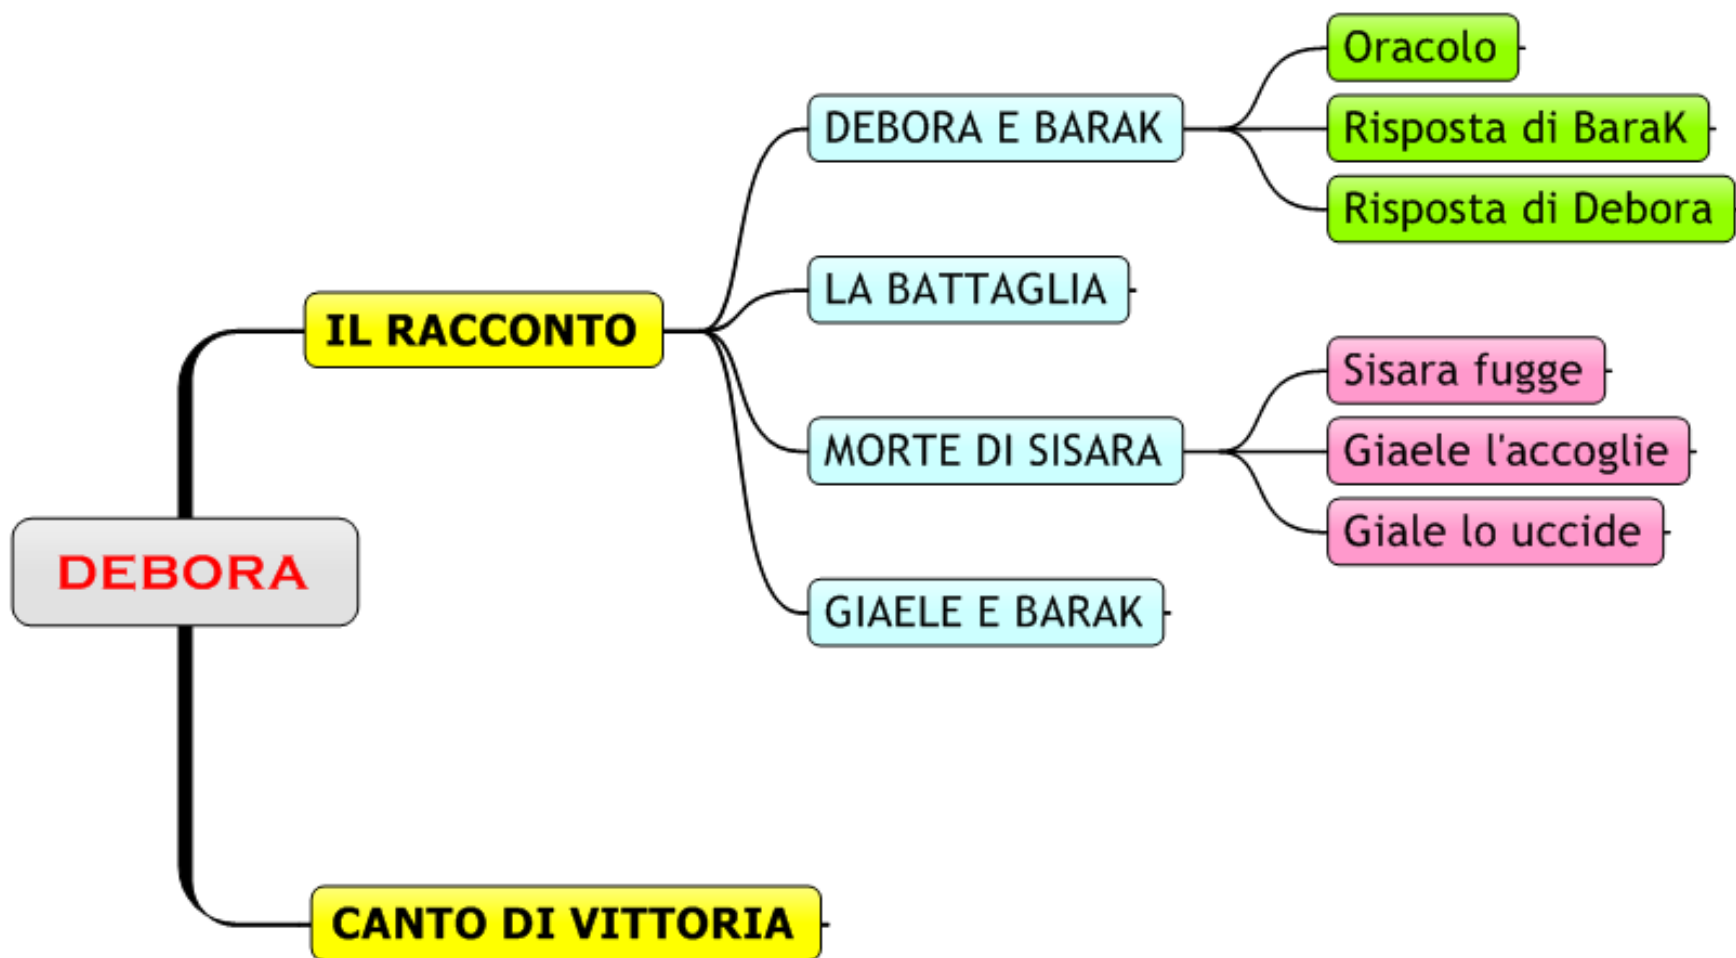 DEBORA
IL RACCONTO
DEBORA E BARAK
Oracolo
Risposta di BaraK
Risposta di Debora
LA BATTAGLIA
MORTE DI SISARA
Sisara fugge
Giaele l'accoglie
Giale lo uccide
GIAELE E BARAK
CANTO DI VITTORIA